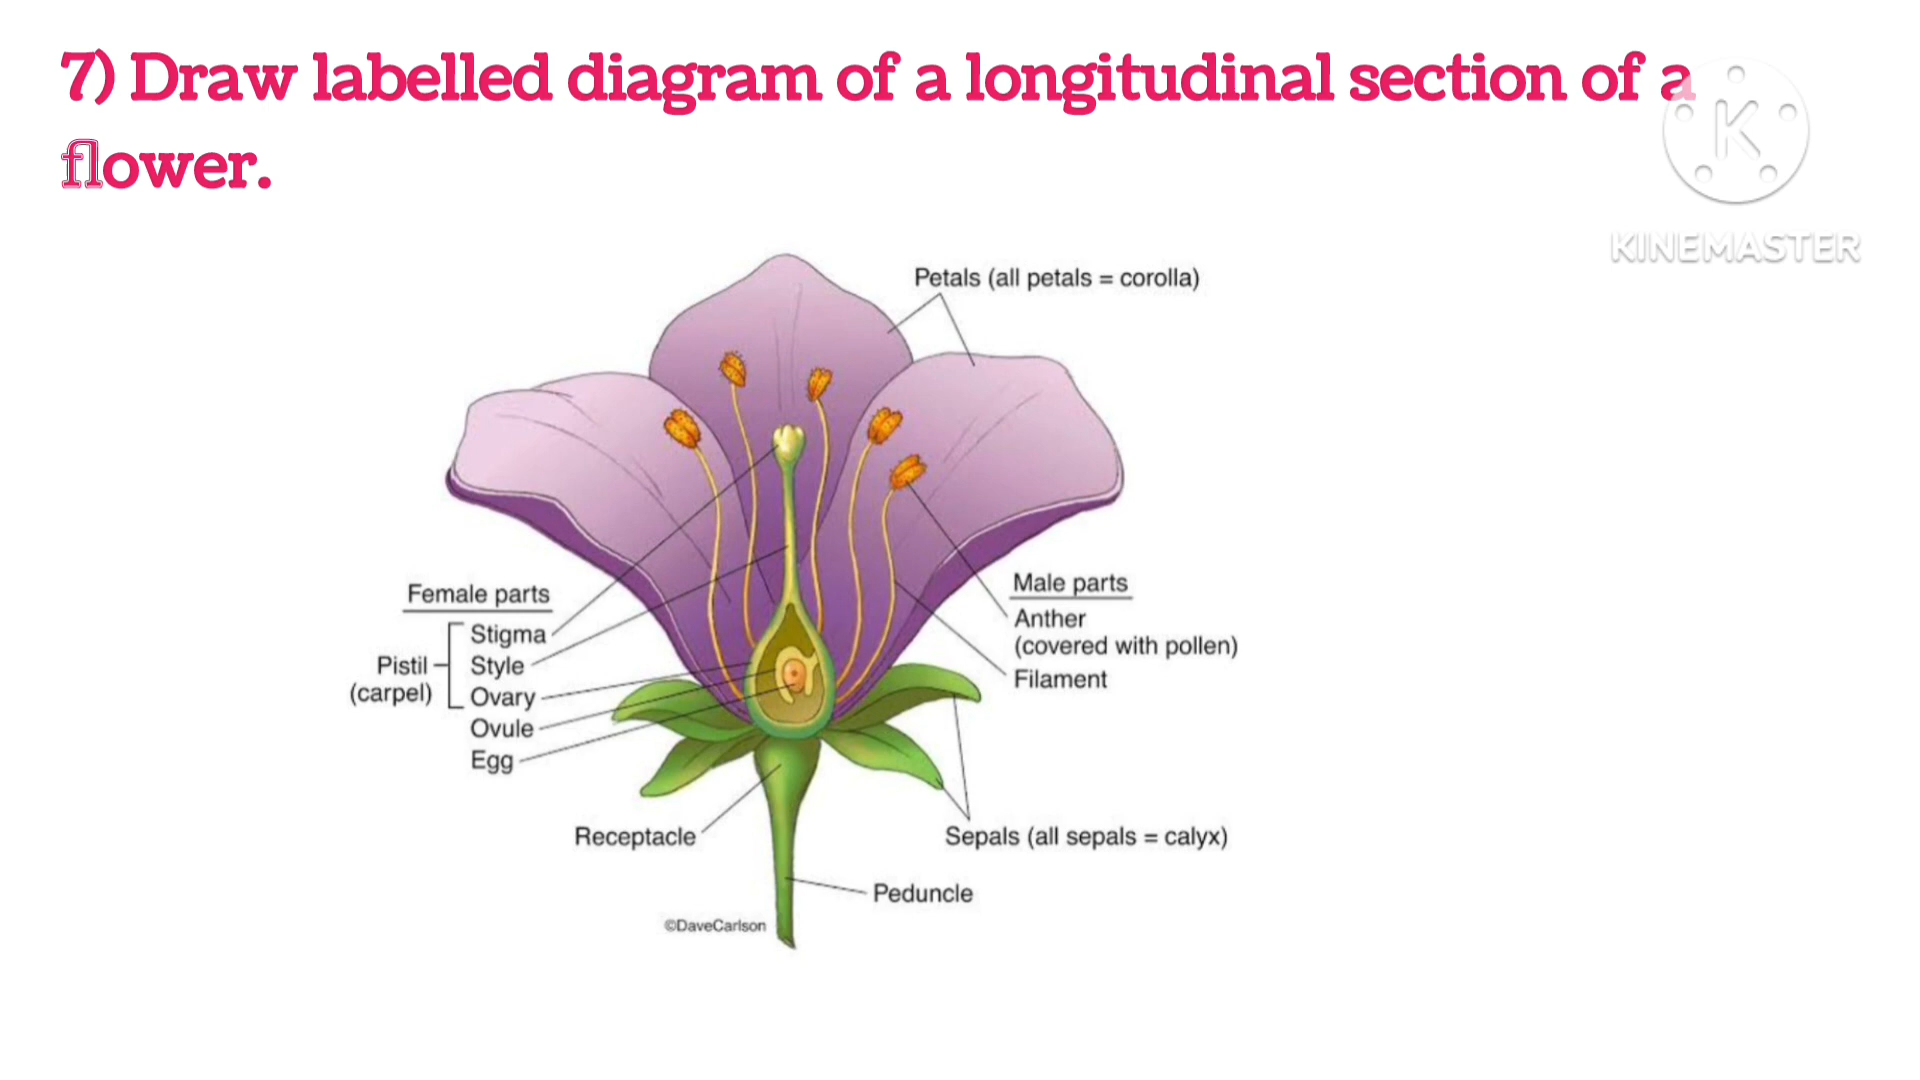 7) Draw labelled diagram of a longitudinal section of a
flower.
K
KINEMASTER
Petals (all petals = corolla)
Female parts
Stigma
Pistil
(carpel)
Style
Ovary
Ovule
Egg
Male parts
Anther
(covered with pollen)
Filament
Receptacle
Sepals (all sepals = calyx)
Peduncle
©DaveCarlson